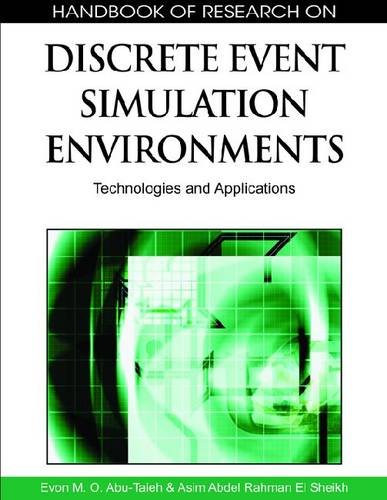 HANDBOOK OF RESEARCH ON
DISCRETE EVENT
SIMULATION
ENVIRONMENTS
Technologies and Applications
Evon M. O. Abu-Taieh & Asim Abdel Rahman El Sheikh